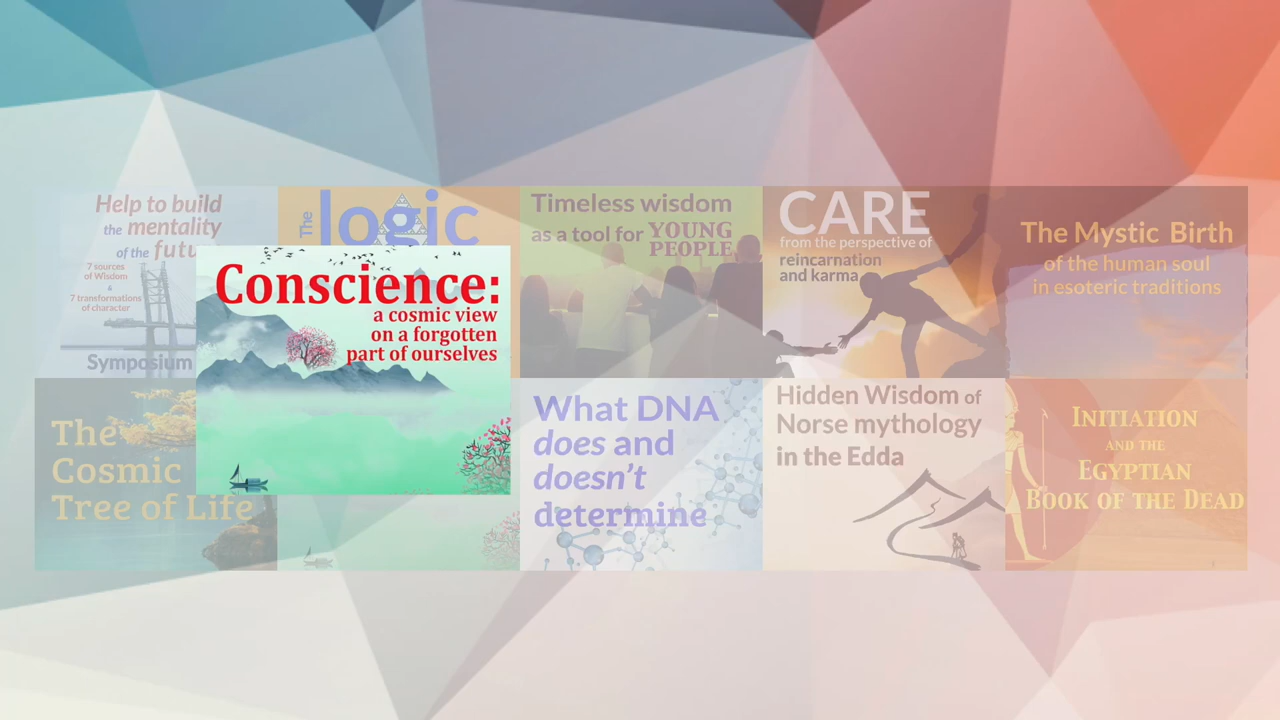 Help to build
the mentality
of the futu
7 sources
of Wisdom
&
7 transformations
of character
Symposium
The logic
Timeless wisdom
as a tool for YOUNG
PEOPLE
CARE
from the perspective of
reincarnation
and karma
The Mystic Birth
of the human soul
in esoteric traditions
Conscience:
a cosmic view
on a forgotten
part of ourselves
The
Cosmic
Tree of Life
What DNA
does and
doesn't
determine
Hidden Wisdom of
Norse mythology
in the Edda
INITIATION
AND THE
EGYPTIAN
BOOK OF THE DEAD